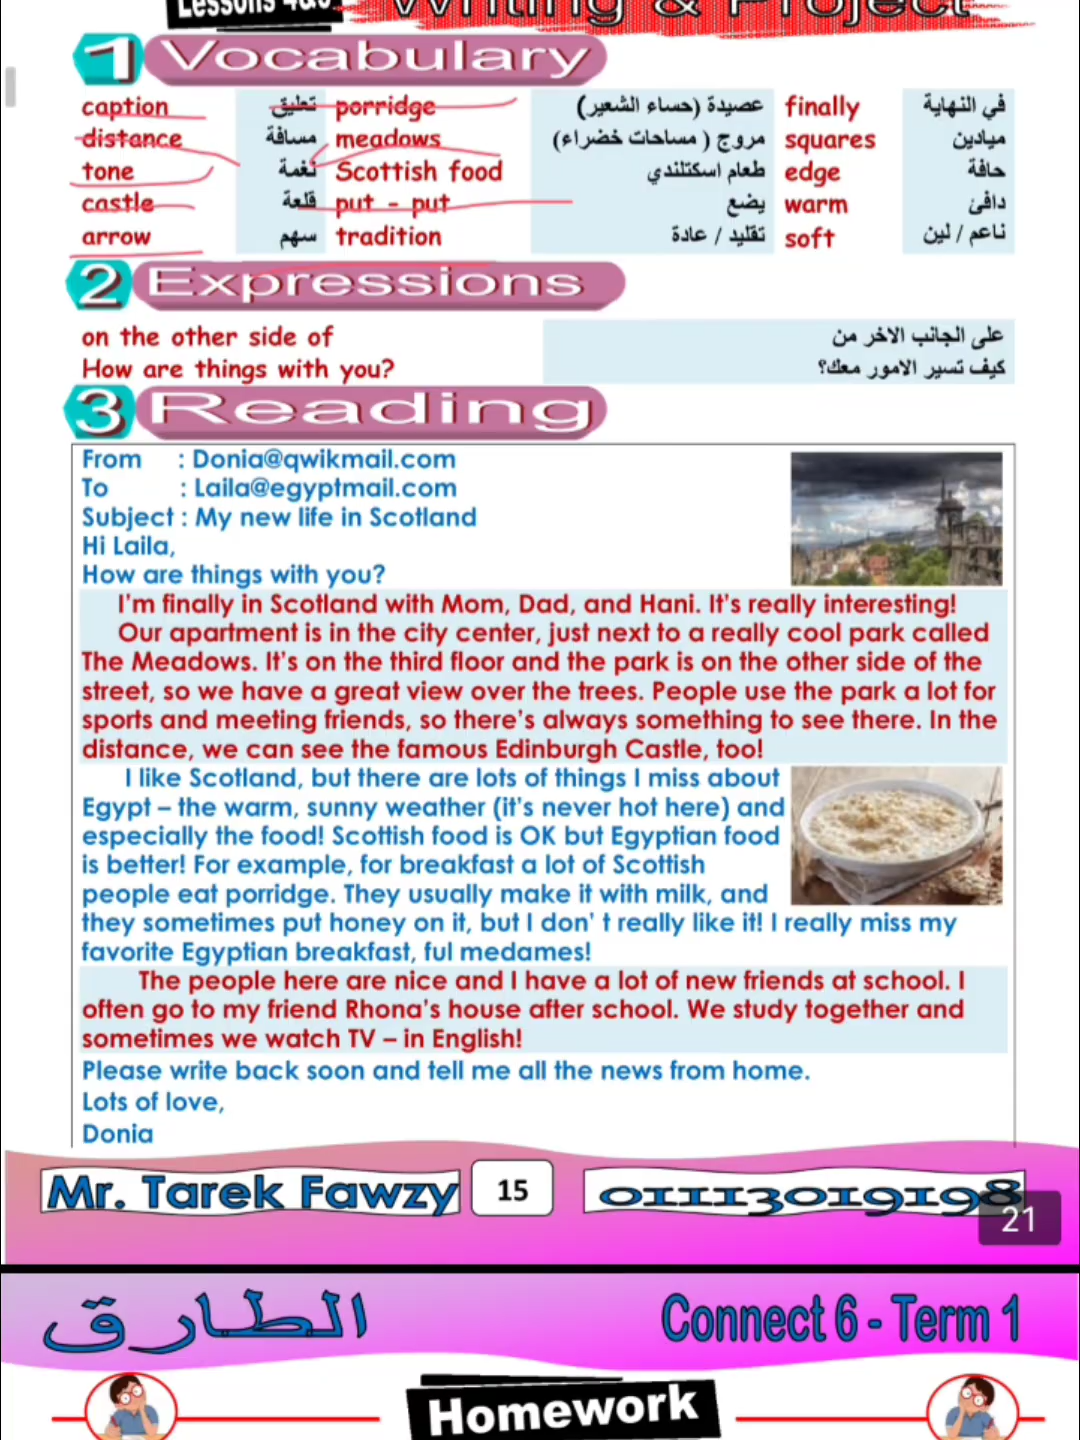 Lessons 4&5 Writing & Project
1 Vocabulary
caption تعليق porridge عصيدة (حساء الشعير) finally في النهاية
distance مسافة meadows مروج ( مساحات خضراء) squares ميادين
tone نغمة Scottish food طعام اسكتلندي edge حافة
castle قلعة put - put يضع warm دافئ
arrow سهم tradition تقليد / عادة soft ناعم / لين
2 Expressions
on the other side of على الجانب الاخر من
How are things with you? كيف تسير الامور معك؟
3 Reading
From : Donia@qwikmail.com
To : Laila@egyptmail.com
Subject : My new life in Scotland
Hi Laila,
How are things with you?
I'm finally in Scotland with Mom, Dad, and Hani. It's really interesting!
Our apartment is in the city center, just next to a really cool park called
The Meadows. It's on the third floor and the park is on the other side of the
street, so we have a great view over the trees. People use the park a lot for
sports and meeting friends, so there's always something to see there. In the
distance, we can see the famous Edinburgh Castle, too!
I like Scotland, but there are lots of things I miss about
Egypt – the warm, sunny weather (it's never hot here) and
especially the food! Scottish food is OK but Egyptian food
is better! For example, for breakfast a lot of Scottish
people eat porridge. They usually make it with milk, and
they sometimes put honey on it, but I don' t really like it! I really miss my
favorite Egyptian breakfast, ful medames!
The people here are nice and I have a lot of new friends at school. I
often go to my friend Rhona's house after school. We study together and
sometimes we watch TV – in English!
Please write back soon and tell me all the news from home.
Lots of love,
Donia
Mr. Tarek Fawzy 15 01113019198
21
الطارق Connect 6 - Term 1
Homework